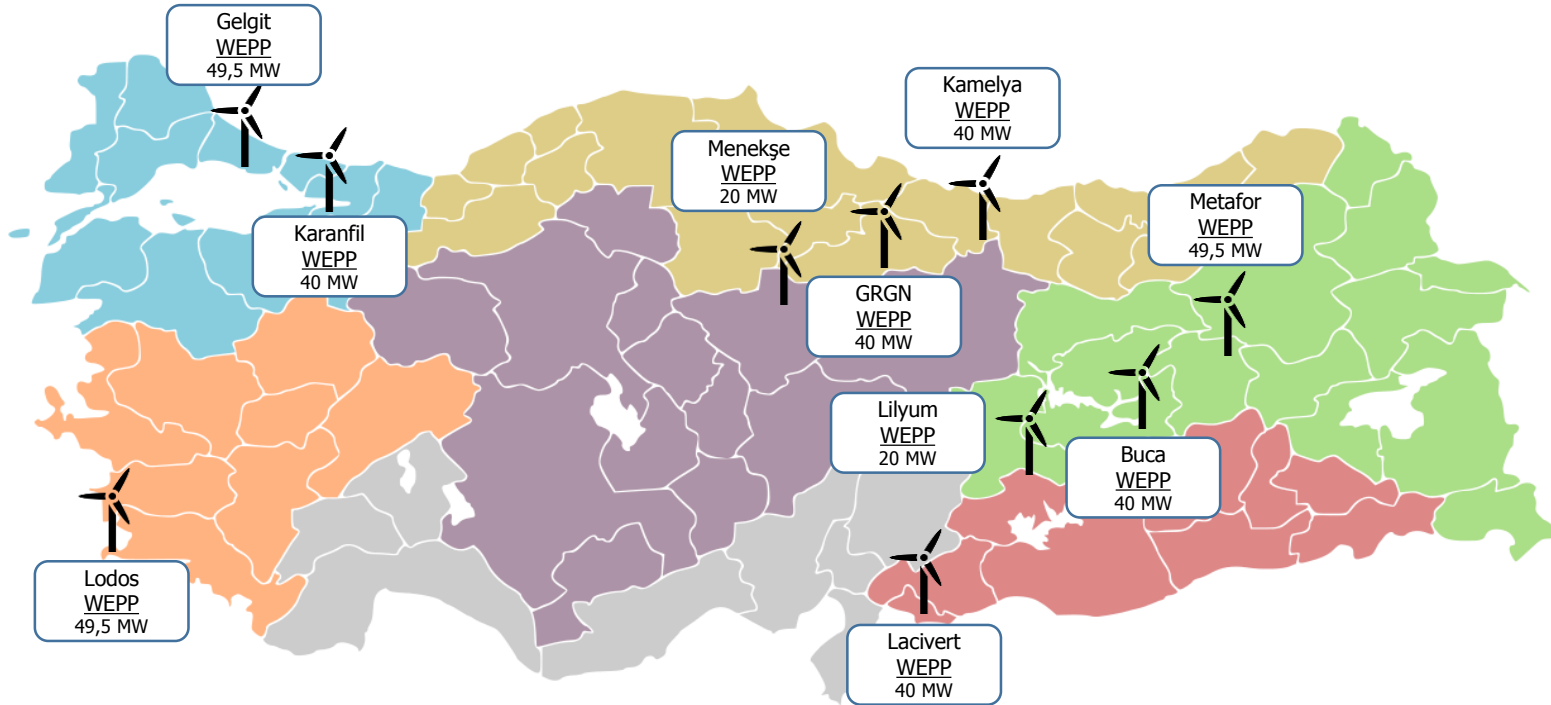 Gelgit
WEPP
49,5 MW
Kamelya
WEPP
40 MW
Menekşe
WEPP
20 MW
Metafor
WEPP
49,5 MW
Karanfil
WEPP
40 MW
GRGN
WEPP
40 MW
Lilyum
WEPP
20 MW
Buca
WEPP
40 MW
Lodos
WEPP
49,5 MW
Lacivert
WEPP
40 MW